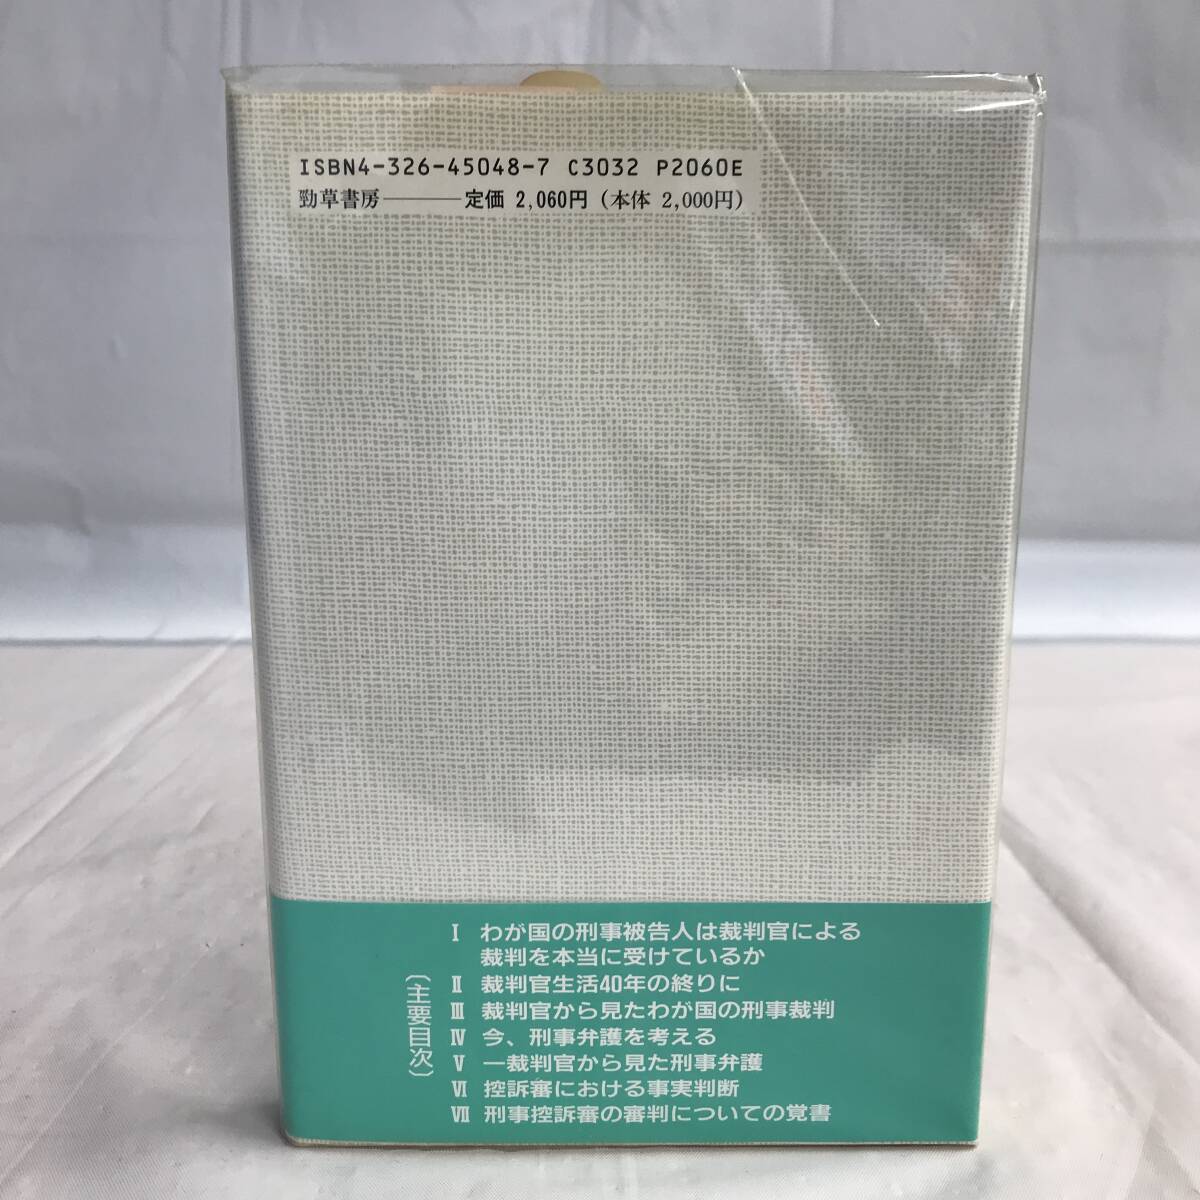 ISBN4-326-45048-7 C3032 P2060E
勁草書房――――定価 2,060円（本体 2,000円）
〔主要目次〕
Ⅰ わが国の刑事被告人は裁判官による
裁判を本当に受けているか
Ⅱ 裁判官生活40年の終りに
Ⅲ 裁判官から見たわが国の刑事裁判
Ⅳ 今、刑事弁護を考える
Ⅴ 一裁判官から見た刑事弁護
Ⅵ 控訴審における事実判断
Ⅶ 刑事控訴審の審判についての覚書